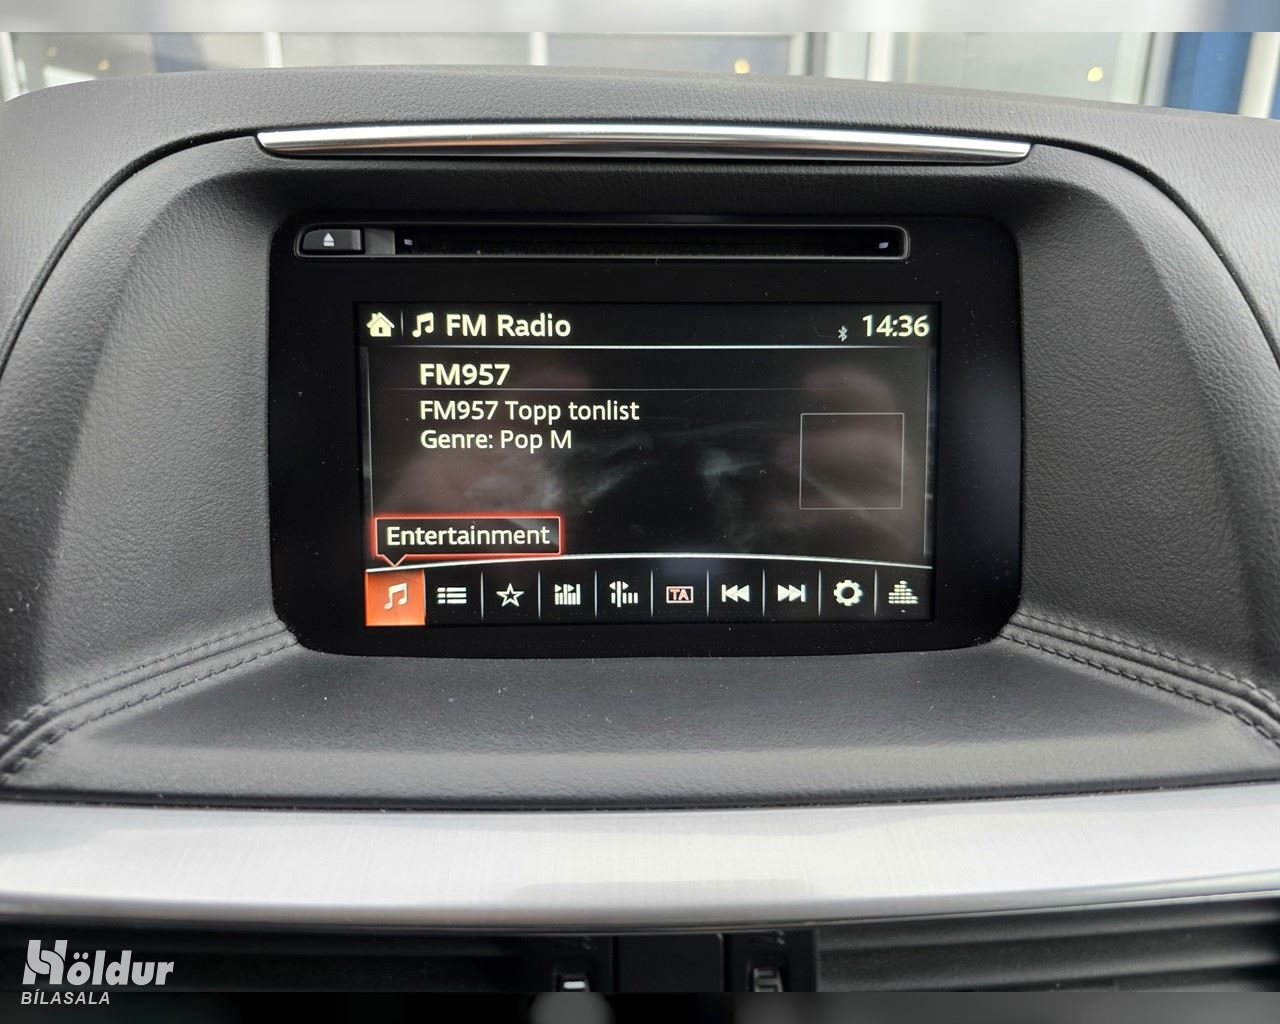 FM Radio
14:36
FM957
FM957 Topp tonlist
Genre: Pop M
Entertainment
TA
Höldur
BÍLASALA